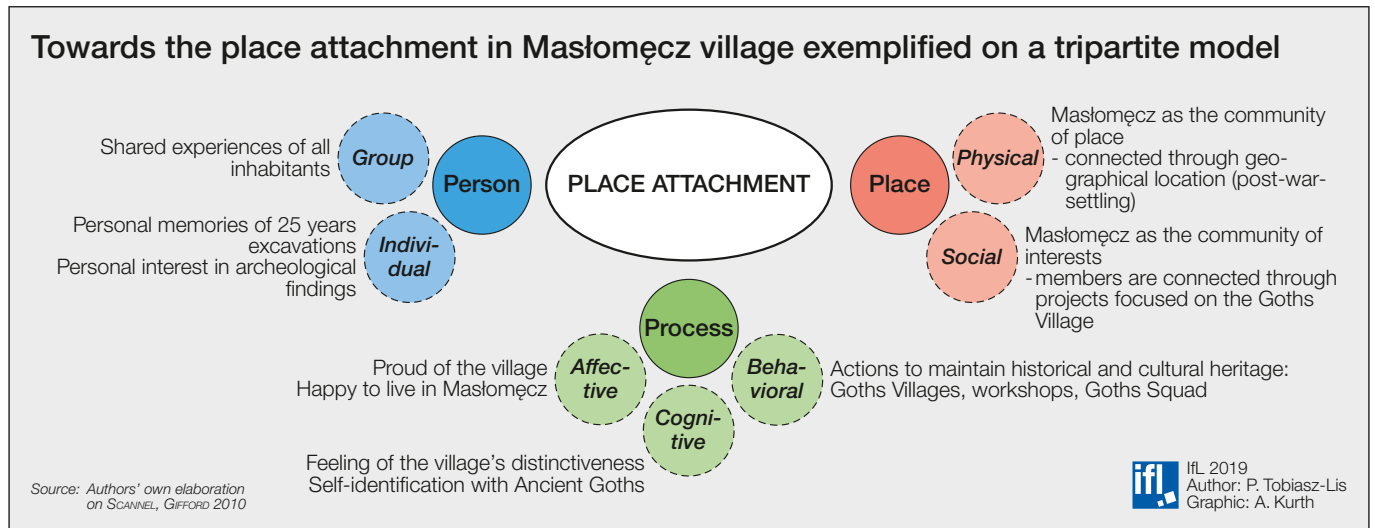 Towards the place attachment in Masłomęcz village exemplified on a tripartite model
Shared experiences of all
inhabitants
Group
Person
Personal memories of 25 years
excavations
Personal interest in archeological
findings
Indivi-
dual
PLACE ATTACHMENT
Place
Physical
Masłomęcz as the community
of place
- connected through geo-
graphical location (post-war-
settling)
Social
Masłomęcz as the community of
interests
- members are connected through
projects focused on the Goths
Village
Process
Proud of the village
Happy to live in Masłomęcz
Affec-
tive
Cogni-
tive
Feeling of the village's distinctiveness
Self-identification with Ancient Goths
Beha-
vioral
Actions to maintain historical and cultural heritage:
Goths Villages, workshops, Goths Squad
Source: Authors' own elaboration
on SCANNEL, GIFFORD 2010
ifl
IfL 2019
Author: P. Tobiasz-Lis
Graphic: A. Kurth